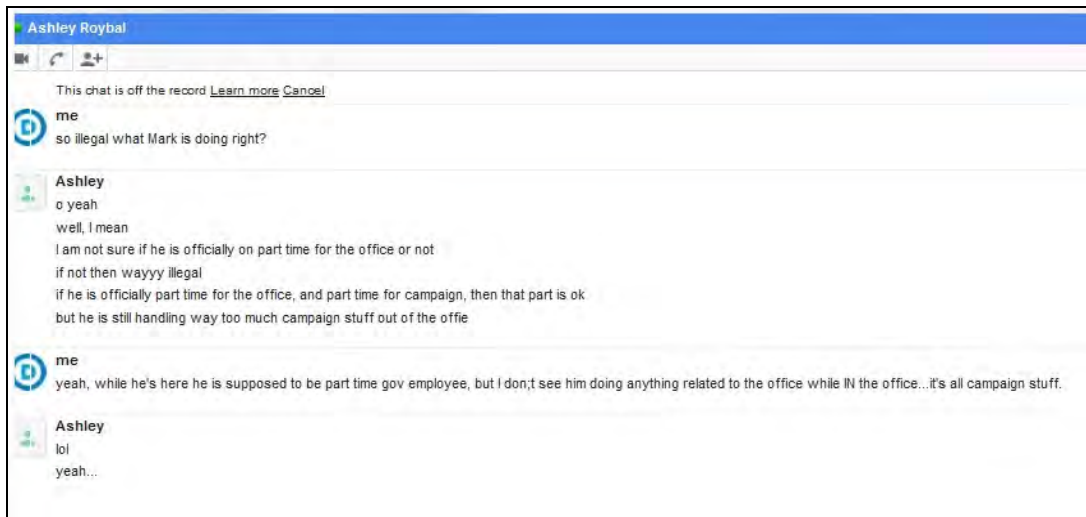 Ashley Roybal
This chat is off the record Learn more Cancel
me
so illegal what Mark is doing right?
Ashley
o yeah
well, I mean
I am not sure if he is officially on part time for the office or not
if not then wayyy illegal
if he is officially part time for the office, and part time for campaign, then that part is ok
but he is still handling way too much campaign stuff out of the offie
me
yeah, while he's here he is supposed to be part time gov employee, but I don;t see him doing anything related to the office while IN the office...it's all campaign stuff.
Ashley
lol
yeah...